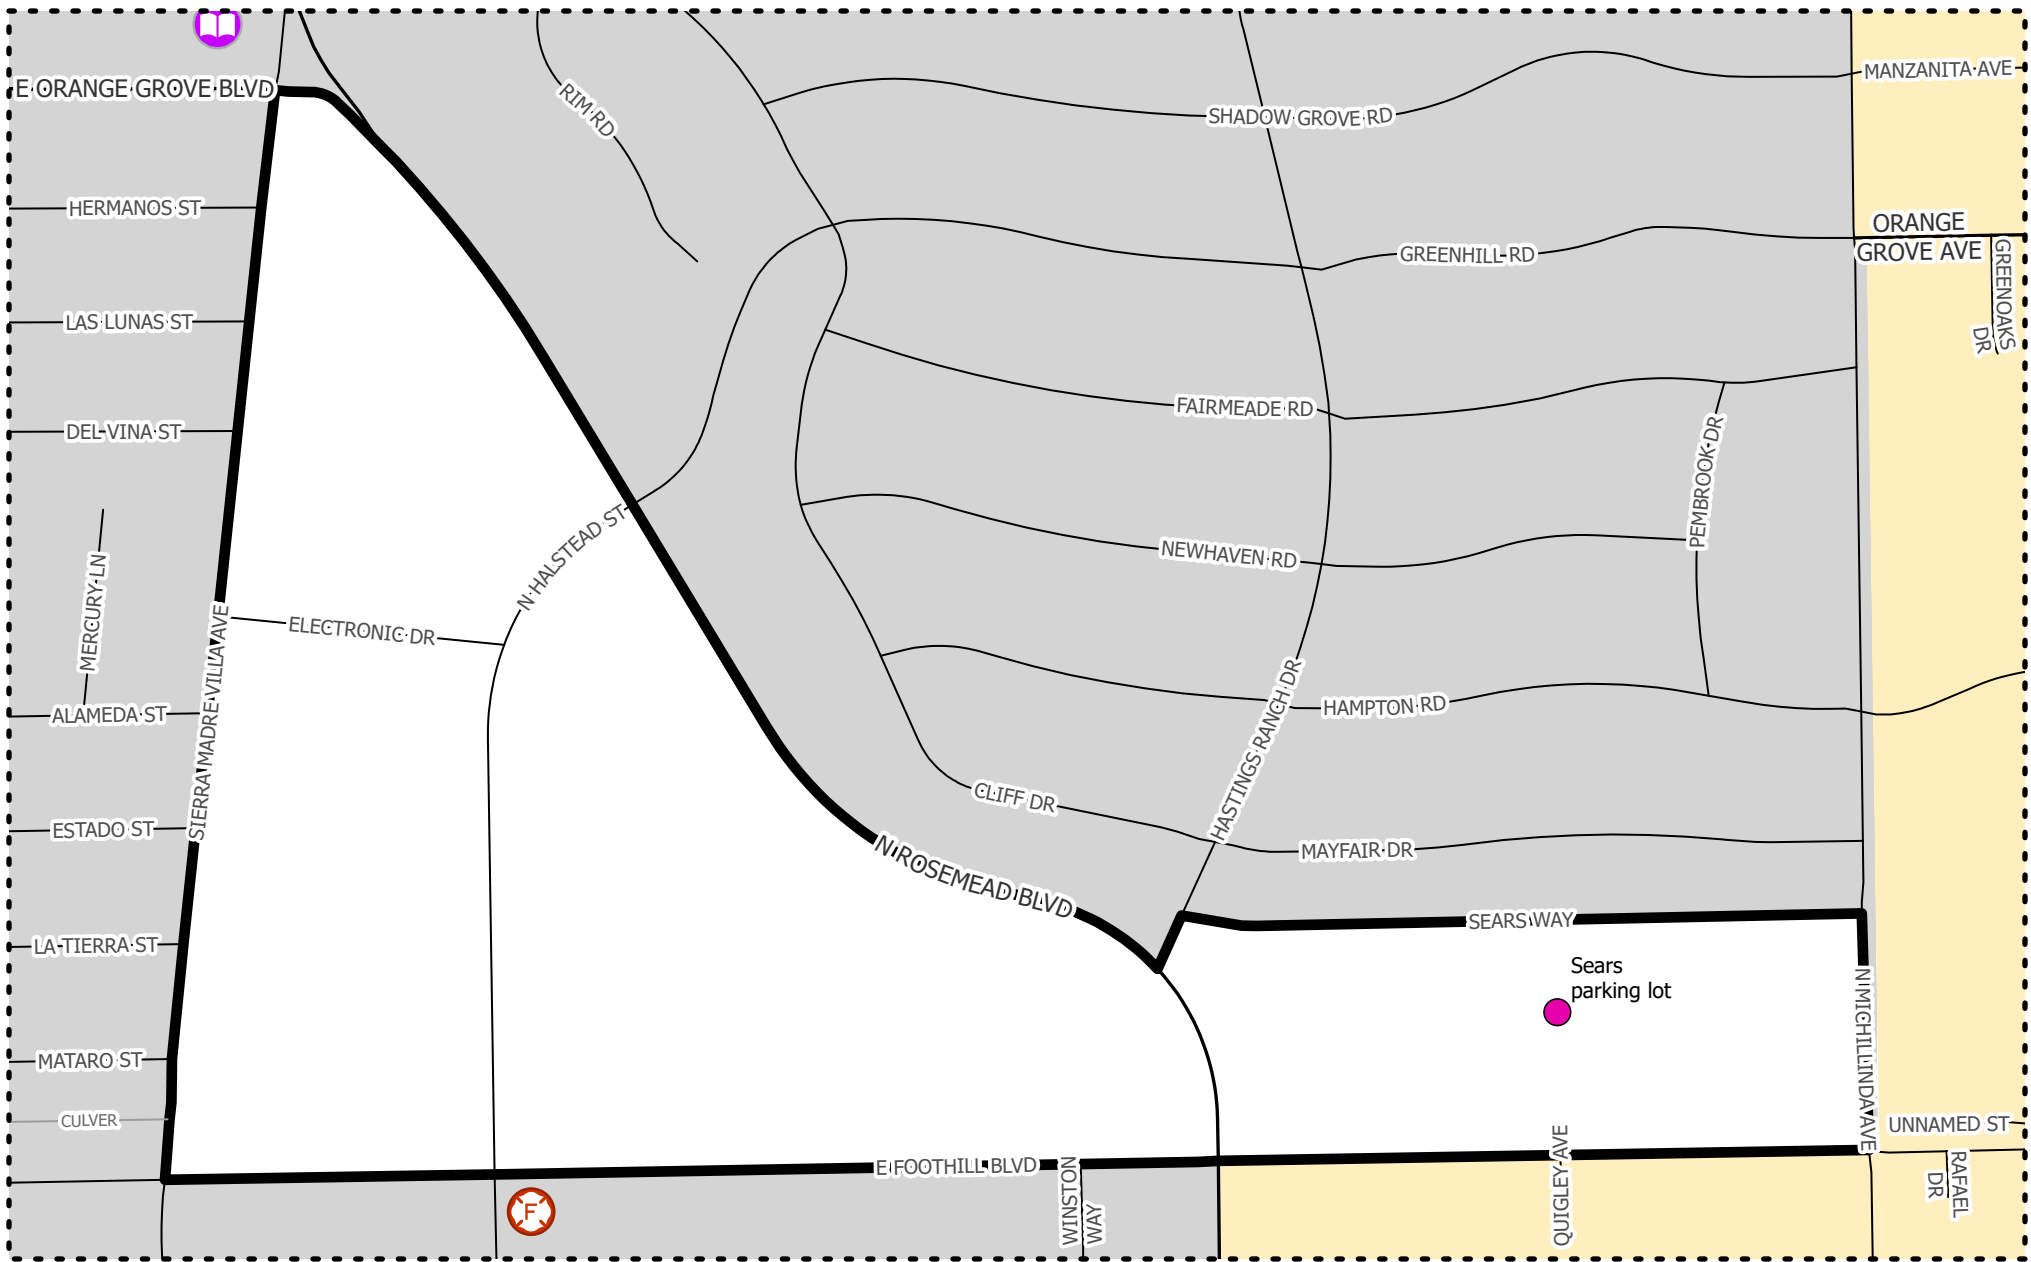 E ORANGE GROVE BLVD
RIM RD
SHADOW GROVE RD
MANZANITA AVE
HERMANOS ST
ORANGE
GROVE AVE
GREENHILL RD
GREENOAKS
DR
LAS LUNAS ST
FAIRMEADE RD
DEL VINA ST
PEMBROOK DR
N HALSTEAD ST
NEWHAVEN RD
MERCURY LN
ELECTRONIC DR
SIERRA MADRE VILLA AVE
ALAMEDA ST
HASTINGS RANCH DR
HAMPTON RD
CLIFF DR
ESTADO ST
MAYFAIR DR
N ROSEMEAD BLVD
SEARS WAY
LA TIERRA ST
Sears
parking lot
N MICHILLINDA AVE
MATARO ST
CULVER
UNNAMED ST
E FOOTHILL BLVD
WINSTON
WAY
QUIGLEY AVE
RAFAEL
DR
F